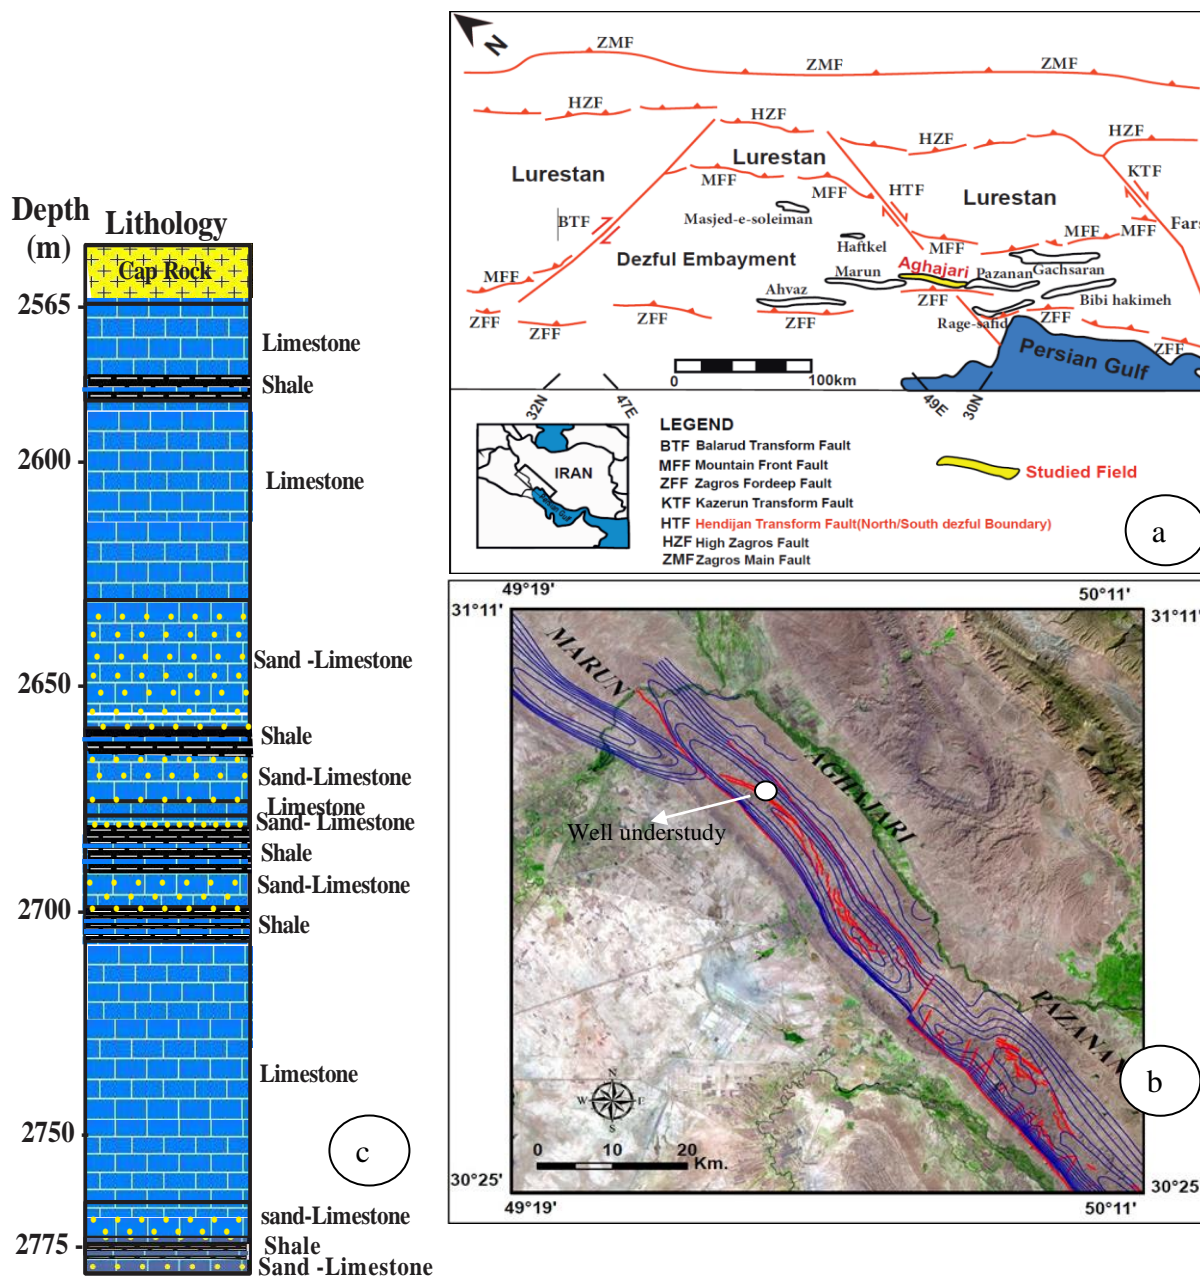 Depth
(m)
Lithology
Cap Rock
2565
Limestone
Shale
2600
Limestone
Sand -Limestone
2650
Shale
Sand-Limestone
Limestone
Sand- Limestone
Shale
Sand-Limestone
2700
Shale
Limestone
2750
sand-Limestone
2775
Shale
Sand -Limestone
c
N
ZMF
ZMF
ZMF
HZF
HZF
HZF
HZF
Lurestan
Lurestan
Lurestan
MFF
MFF
HTF
KTF
Fars
BTF
Masjed-e-soleiman
Haftkel
MFF
MFF
MFF
Dezful Embayment
Aghajari
Marun
Pazanan
Gachsaran
MFF
Ahvaz
ZFF
Bibi hakimeh
ZFF
ZFF
ZFF
ZFF
Rage-safid
ZFF
ZFF
Persian Gulf
0
100km
32N
47E
49E
30N
IRAN
Persian Gulf
LEGEND
BTF Balarud Transform Fault
MFF Mountain Front Fault
ZFF Zagros Fordeep Fault
KTF Kazerun Transform Fault
HTF Hendijan Transform Fault(North/South dezful Boundary)
HZF High Zagros Fault
ZMF Zagros Main Fault
Studied Field
a
49°19'
50°11'
31°11'
31°11'
MARUN
AGHAJARI
Well understudy
PAZANAN
b
N
W
E
S
0
10
20
Km.
30°25'
30°25'
49°19'
50°11'